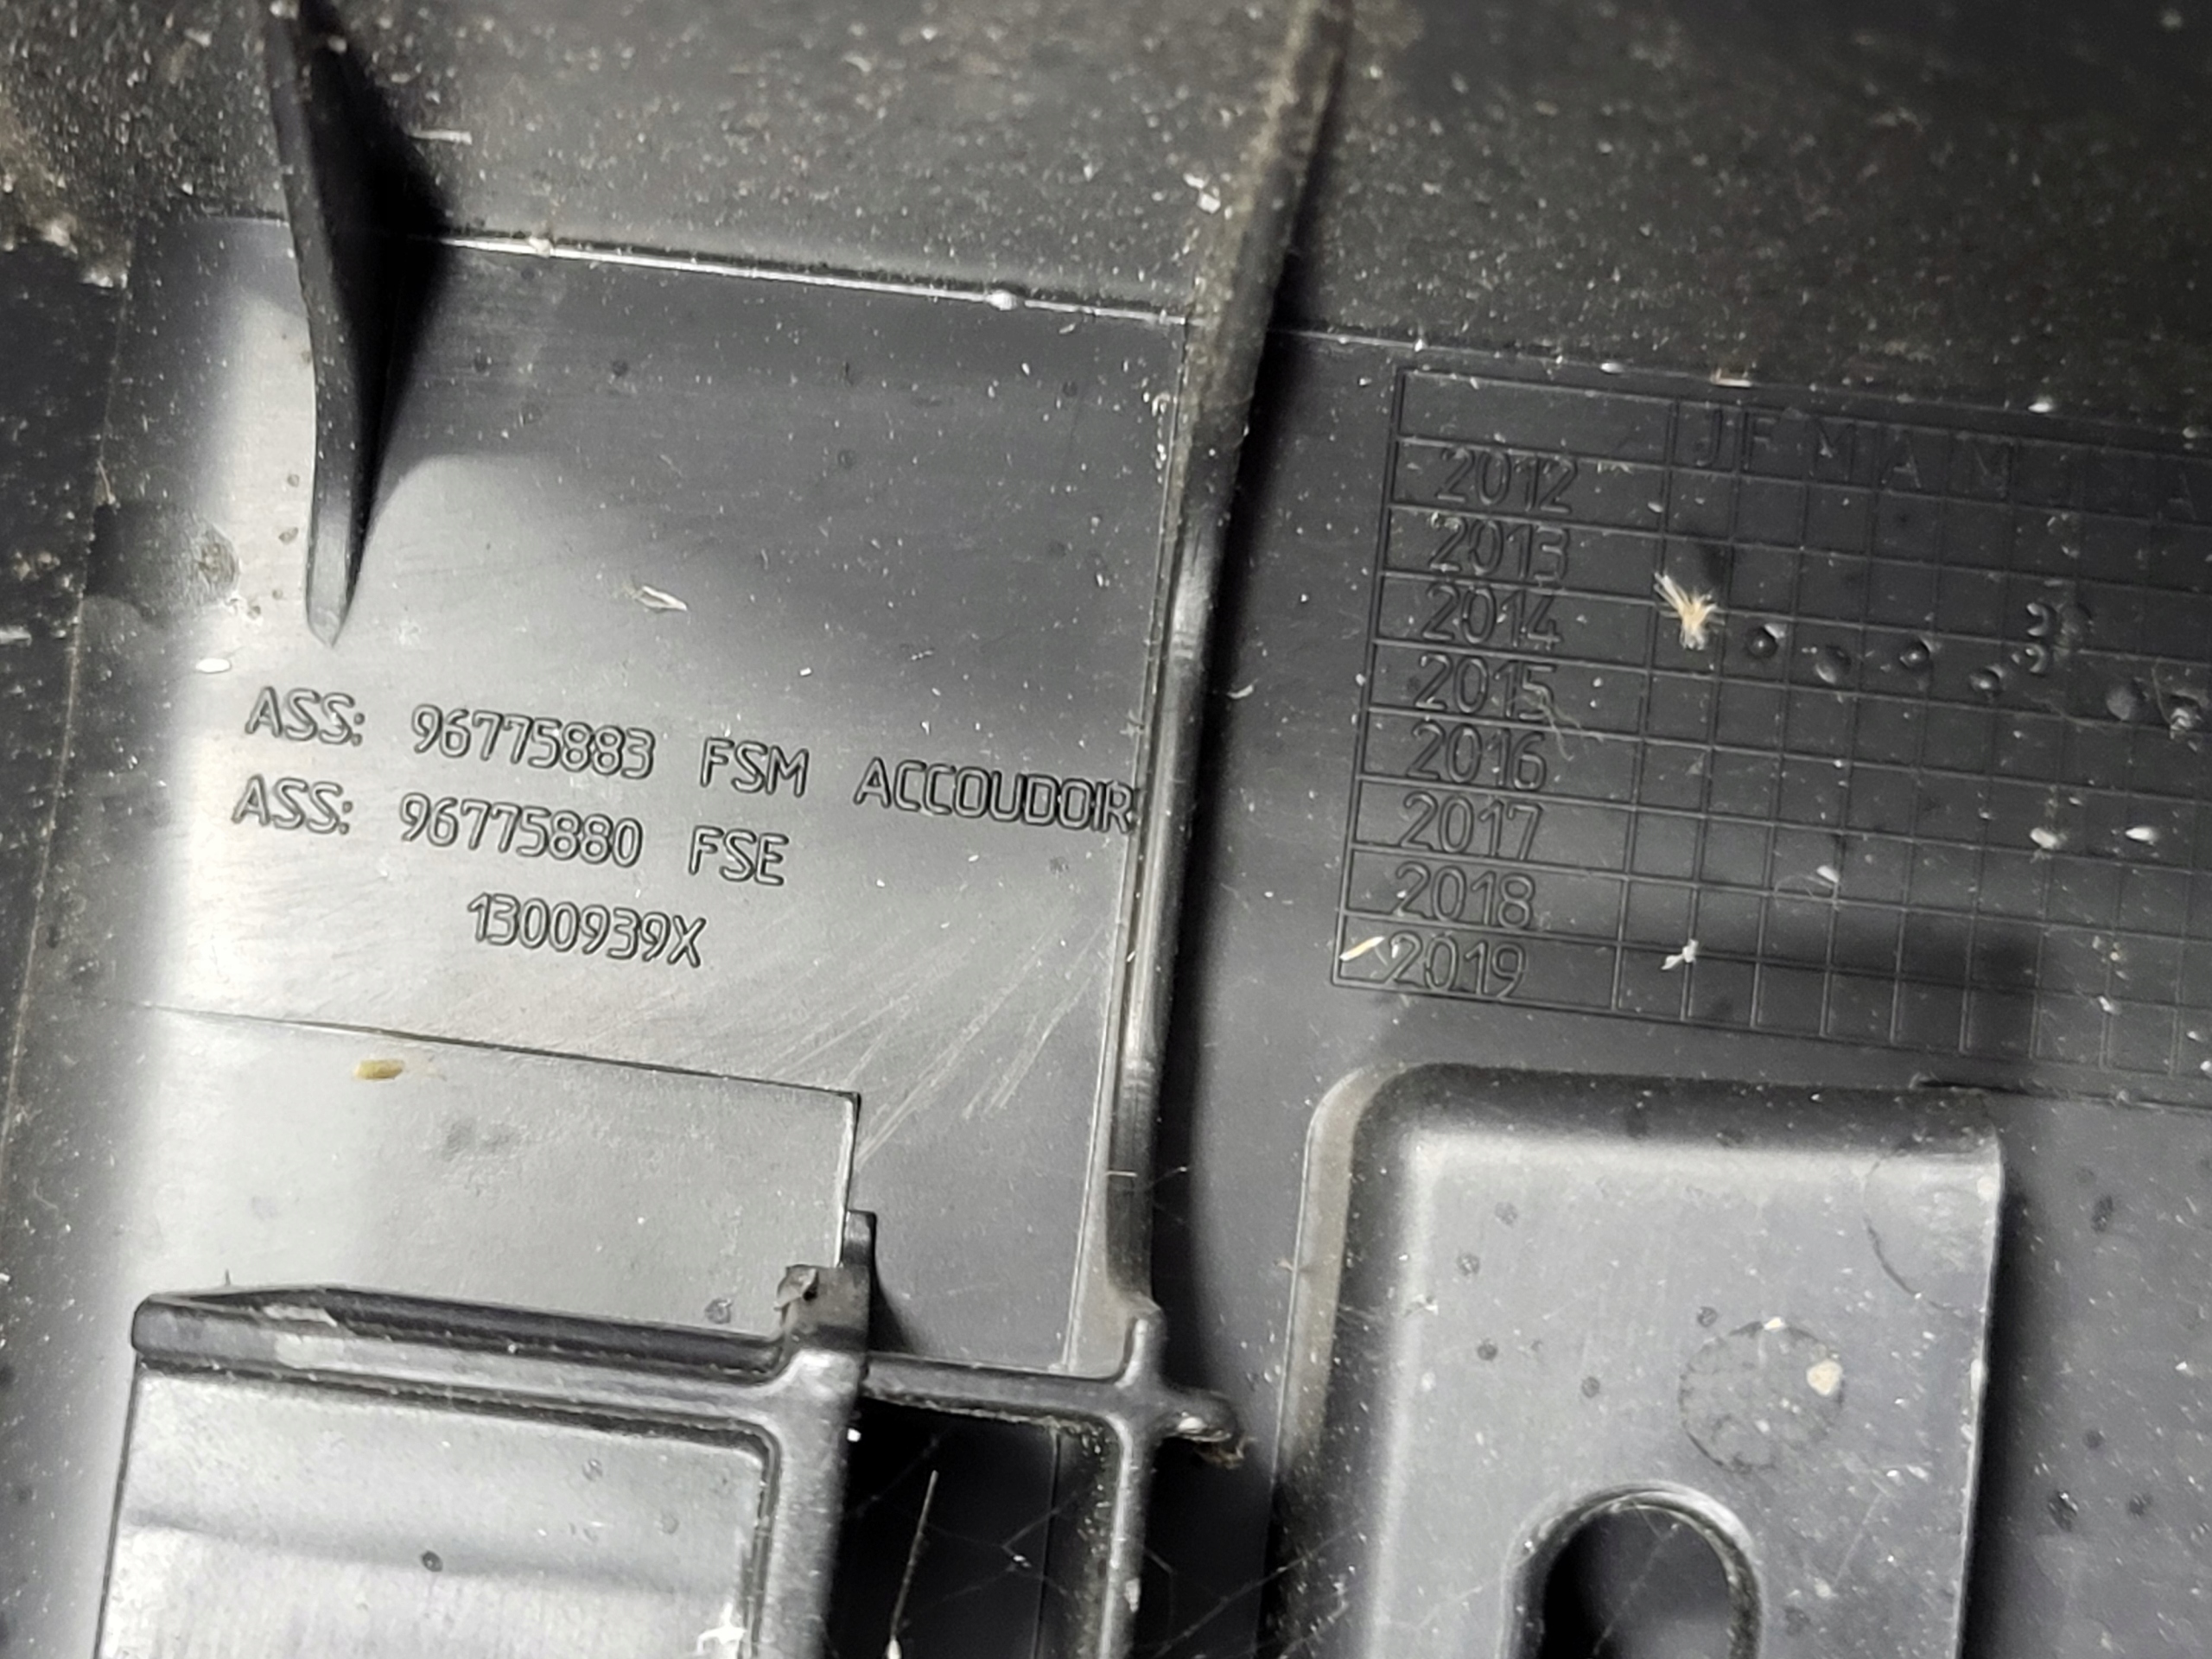 ASS: 96775883 FSM ACCOUDOIR
ASS: 96775880 FSE
1300939X
J F M A M J J A
2012
2013
2014
2015
2016
2017
2018
2019